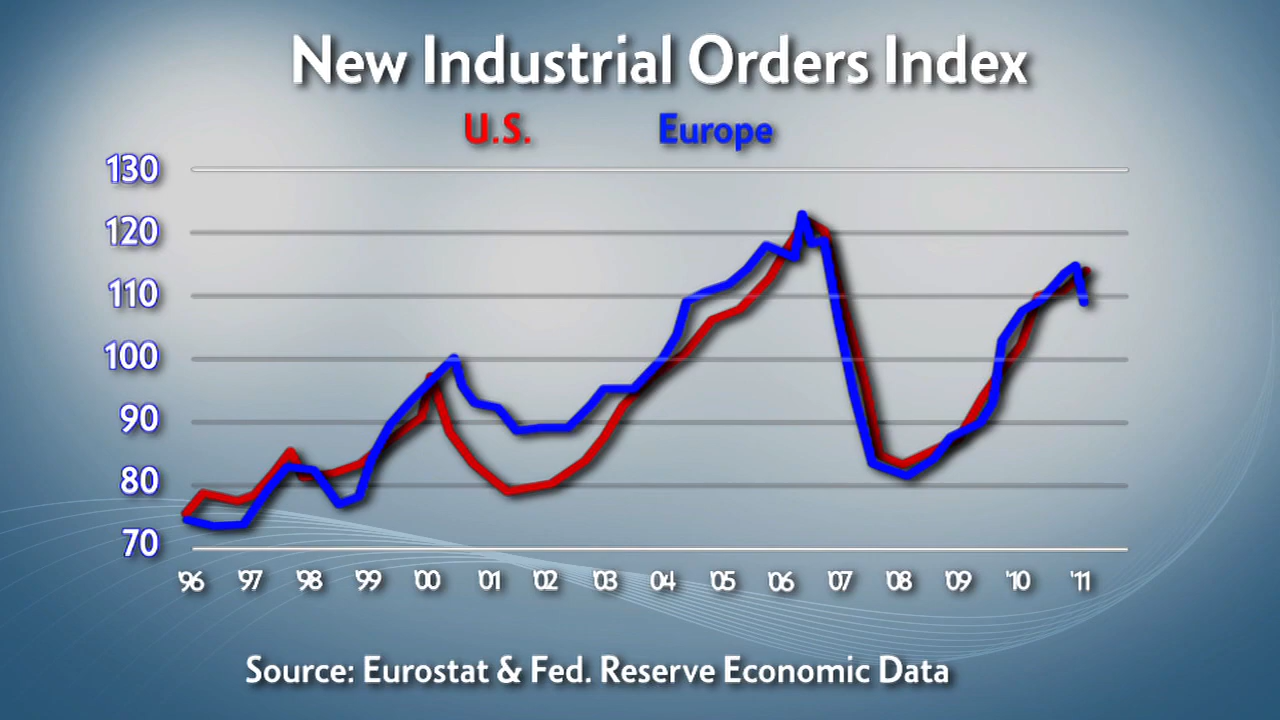 New Industrial Orders Index
U.S. Europe
130
120
110
100
90
80
70
'96 '97 '98 '99 '00 '01 '02 '03 04 '05 '06 '07 '08 '09 '10 '11
Source: Eurostat & Fed. Reserve Economic Data